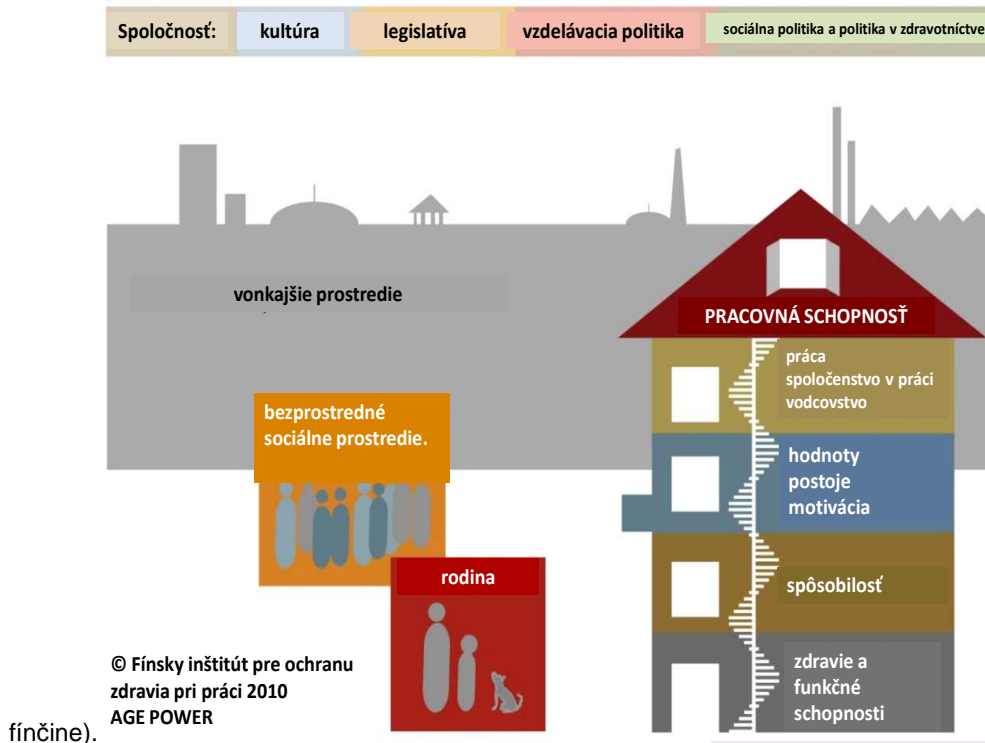 Spoločnosť: kultúra legislatíva vzdelávacia politika sociálna politika a politika v zdravotníctve
vonkajšie prostredie
PRACOVNÁ SCHOPNOSŤ
práca
spoločenstvo v práci
vodcovstvo
bezprostredné
sociálne prostredie.
hodnoty
postoje
motivácia
rodina
spôsobilosť
© Fínsky inštitút pre ochranu
zdravia pri práci 2010
AGE POWER
zdravie a
funkčné
schopnosti
fínčine).